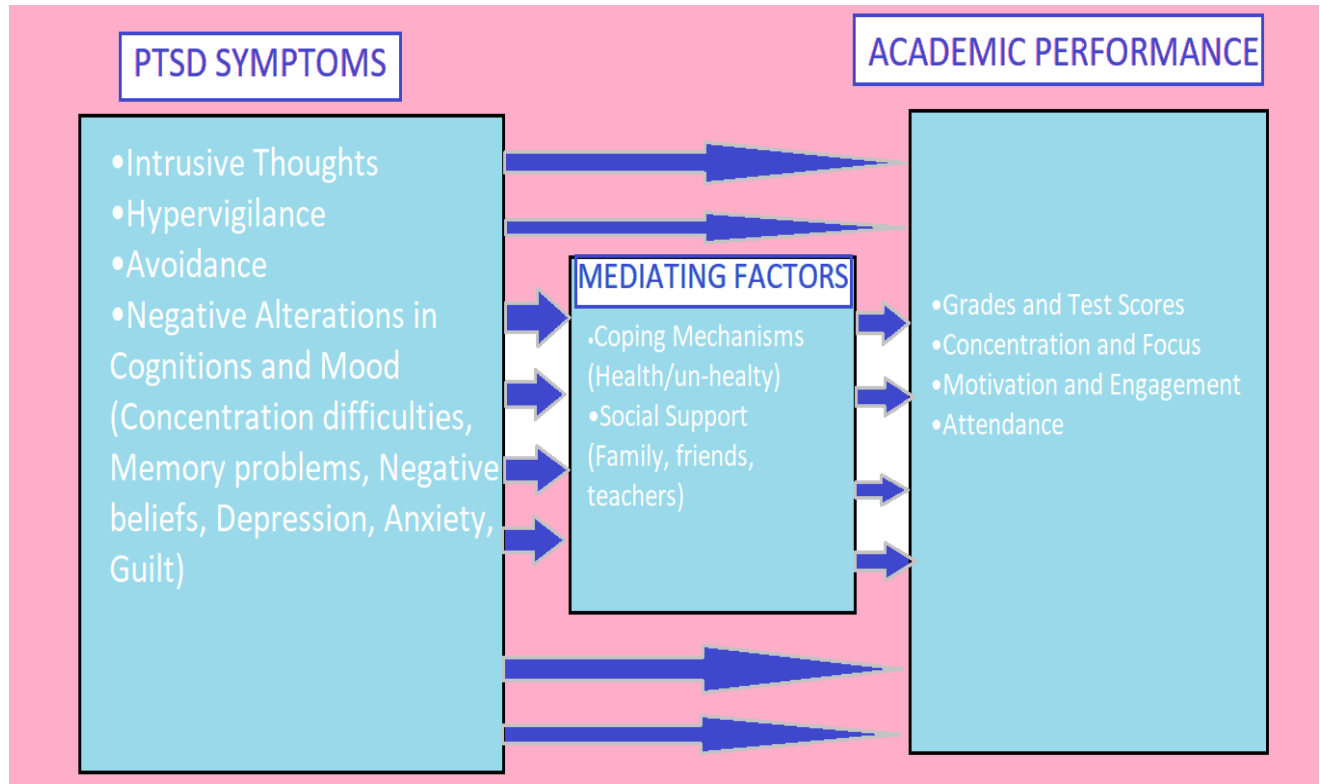 PTSD SYMPTOMS
•Intrusive Thoughts
•Hypervigilance
•Avoidance
•Negative Alterations in
Cognitions and Mood
(Concentration difficulties,
Memory problems, Negative
beliefs, Depression, Anxiety,
Guilt)
MEDIATING FACTORS
•Coping Mechanisms
(Health/un-healty)
•Social Support
(Family, friends,
teachers)
ACADEMIC PERFORMANCE
•Grades and Test Scores
•Concentration and Focus
•Motivation and Engagement
•Attendance